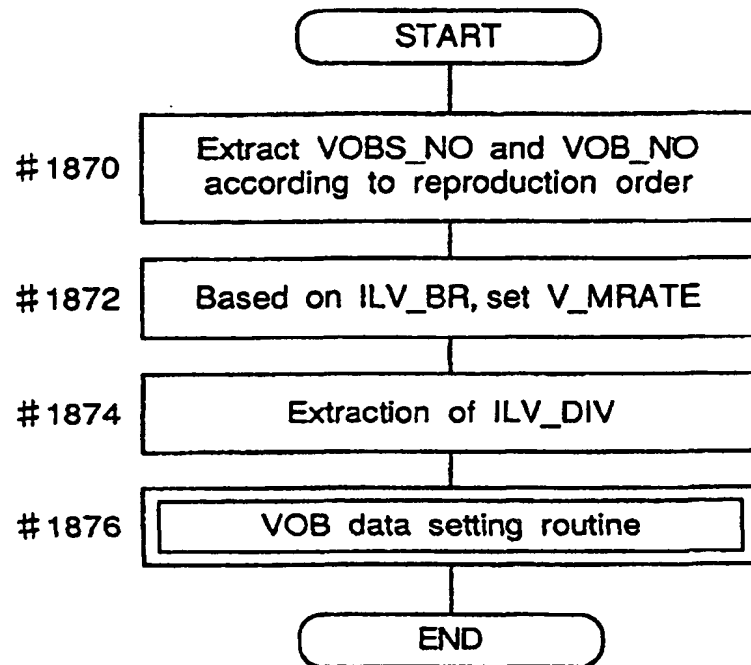 START
#1870
Extract VOBS_NO and VOB_NO
according to reproduction order
#1872
Based on ILV_BR, set V_MRATE
#1874
Extraction of ILV_DIV
#1876
VOB data setting routine
END